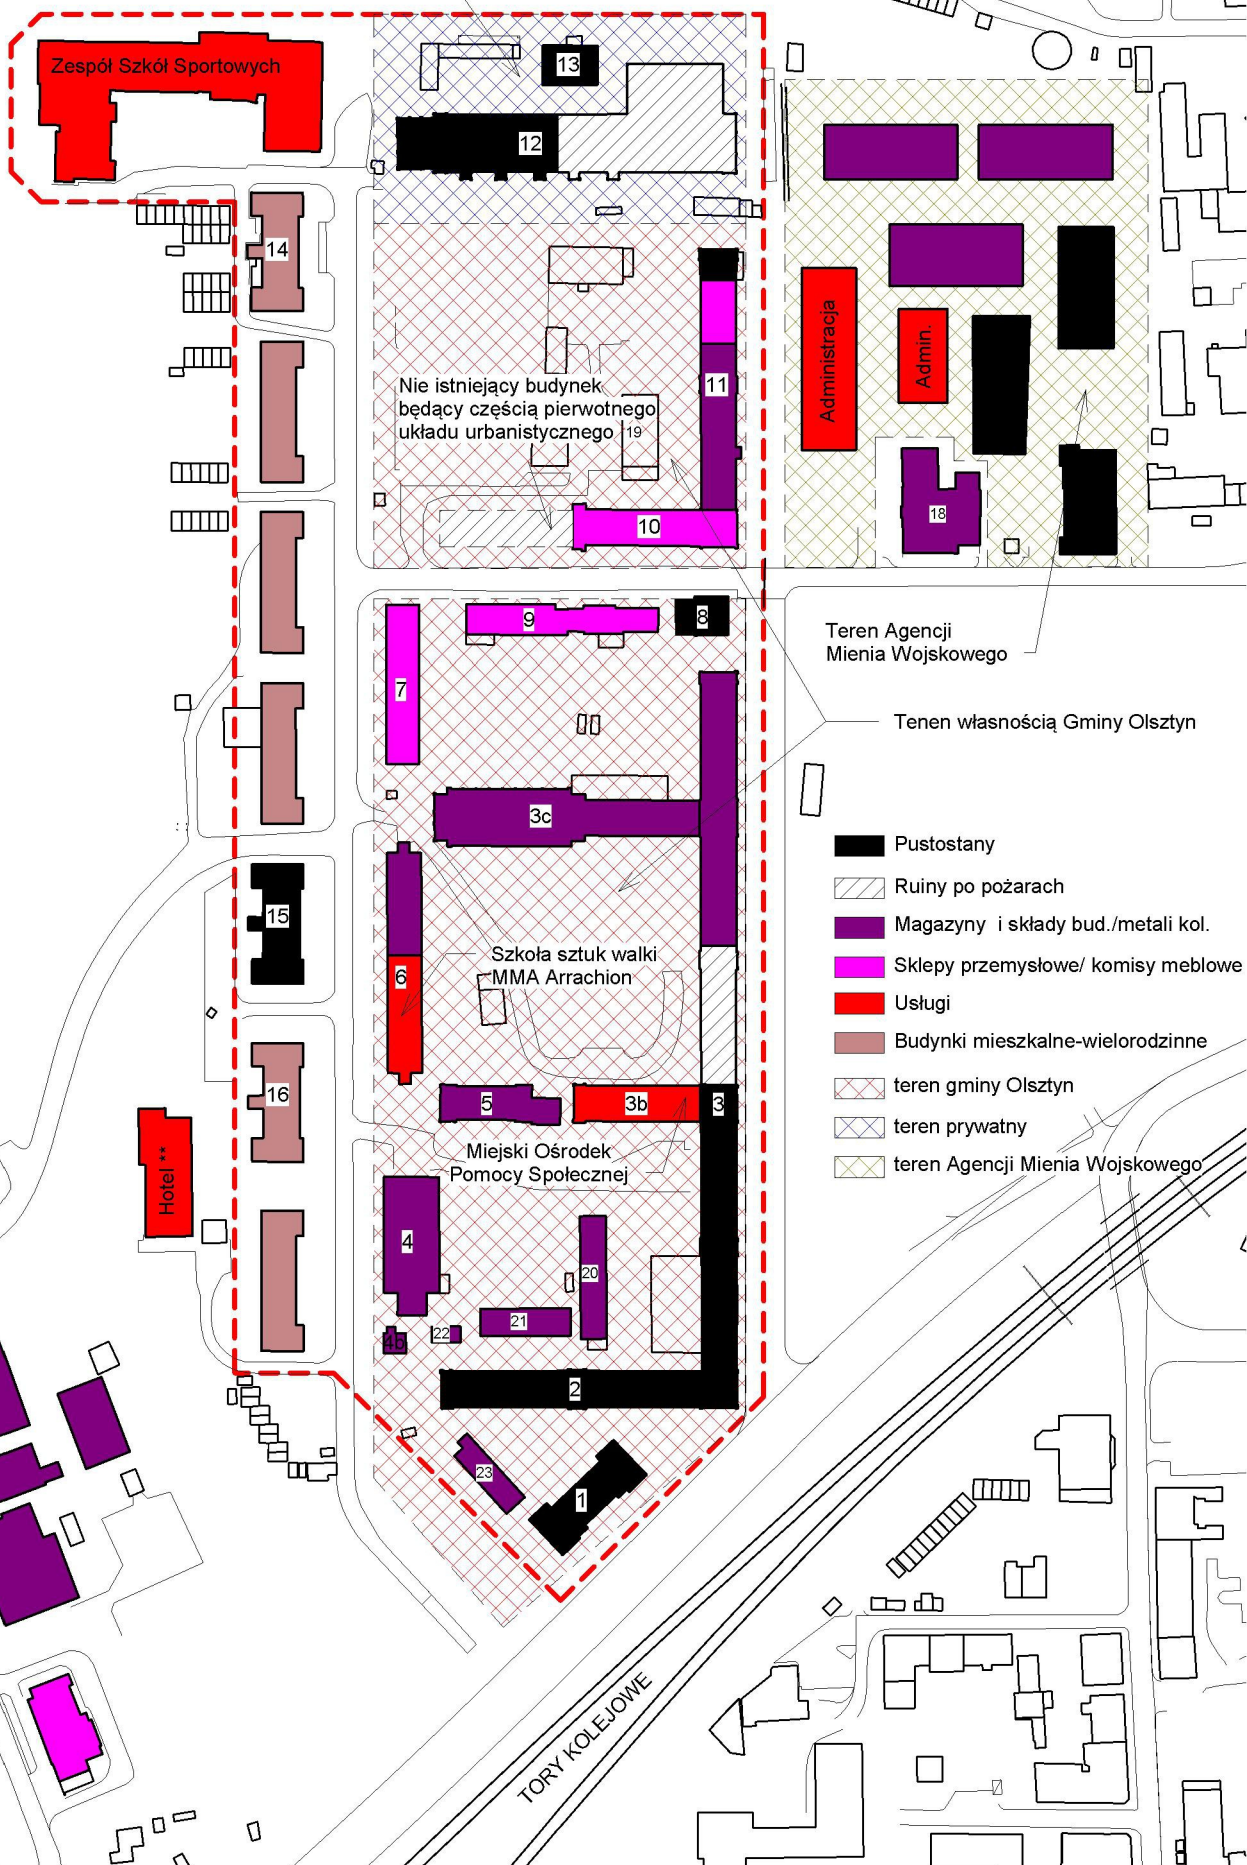 Zespół Szkół Sportowych
13
12
14
Nie istniejący budynek
będący częścią pierwotnego
układu urbanistycznego
19
11
10
Administracja
Admin.
18
9
8
7
Teren Agencji
Mienia Wojskowego
Tenen własnością Gminy Olsztyn
3c
15
Szkoła sztuk walki
MMA Arrachion
6
Pustostany
Ruiny po pożarach
Magazyny i składy bud./metali kol.
Sklepy przemysłowe/ komisy meblowe
Usługi
Budynki mieszkalne-wielorodzinne
teren gminy Olsztyn
teren prywatny
teren Agencji Mienia Wojskowego
16
5
3b
3
Miejski Ośrodek
Pomocy Społecznej
Hotel **
4
20
21
22
4b
2
23
1
TORY KOLEJOWE